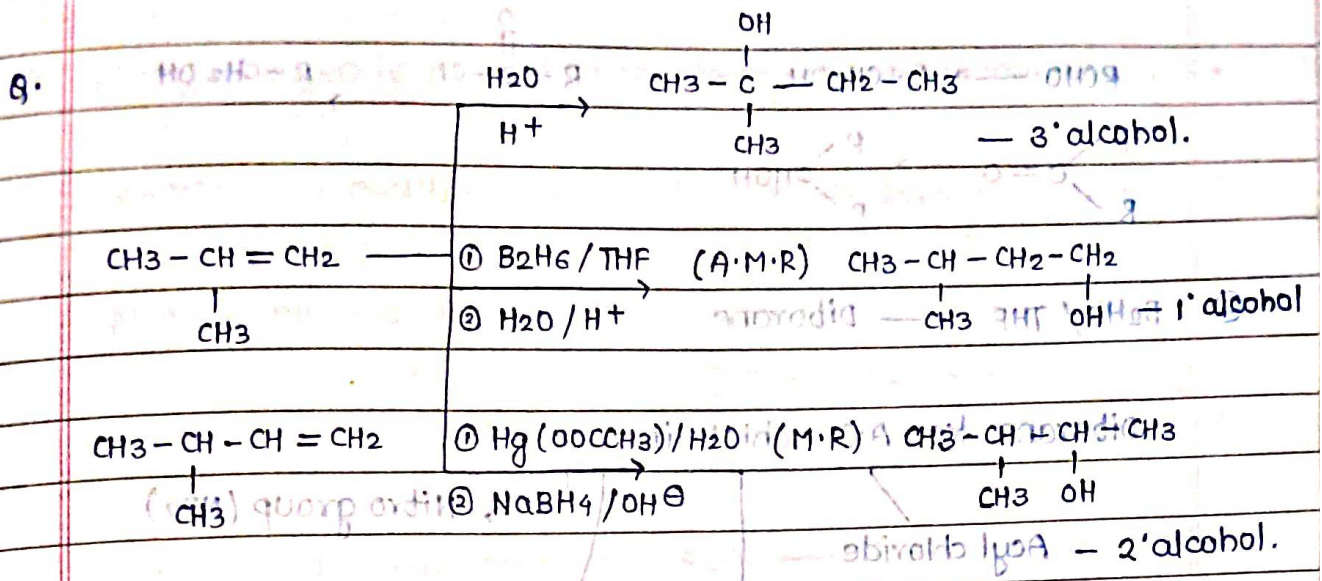 OH
Q. H2O CH3 - C - CH2 - CH3
H+ CH3 - 3° alcohol.
CH3 - CH = CH2 ① B2H6 / THF (A.M.R) CH3 - CH - CH2 - CH2
CH3 ② H2O / H+ CH3 OH - 1° alcohol
CH3 - CH - CH = CH2 ① Hg (OOCCH3) / H2O (M.R) CH3 - CH - CH - CH3
CH3 ② NaBH4 / OH⊖ CH3 OH
- 2° alcohol.